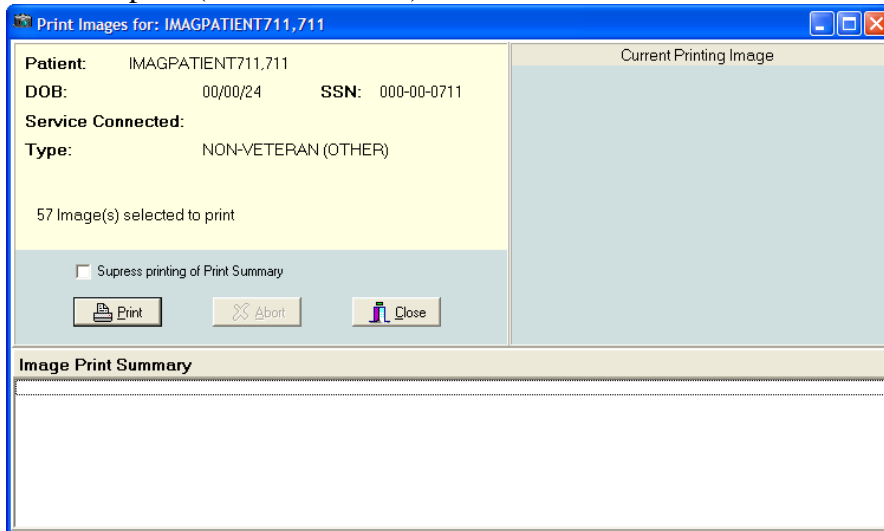 Print Images for: IMAGPATIENT711,711
Patient: IMAGPATIENT711,711
DOB: 00/00/24 SSN: 000-00-0711
Service Connected:
Type: NON-VETERAN (OTHER)
57 Image(s) selected to print
Supress printing of Print Summary
Print Abort Close
Current Printing Image
Image Print Summary